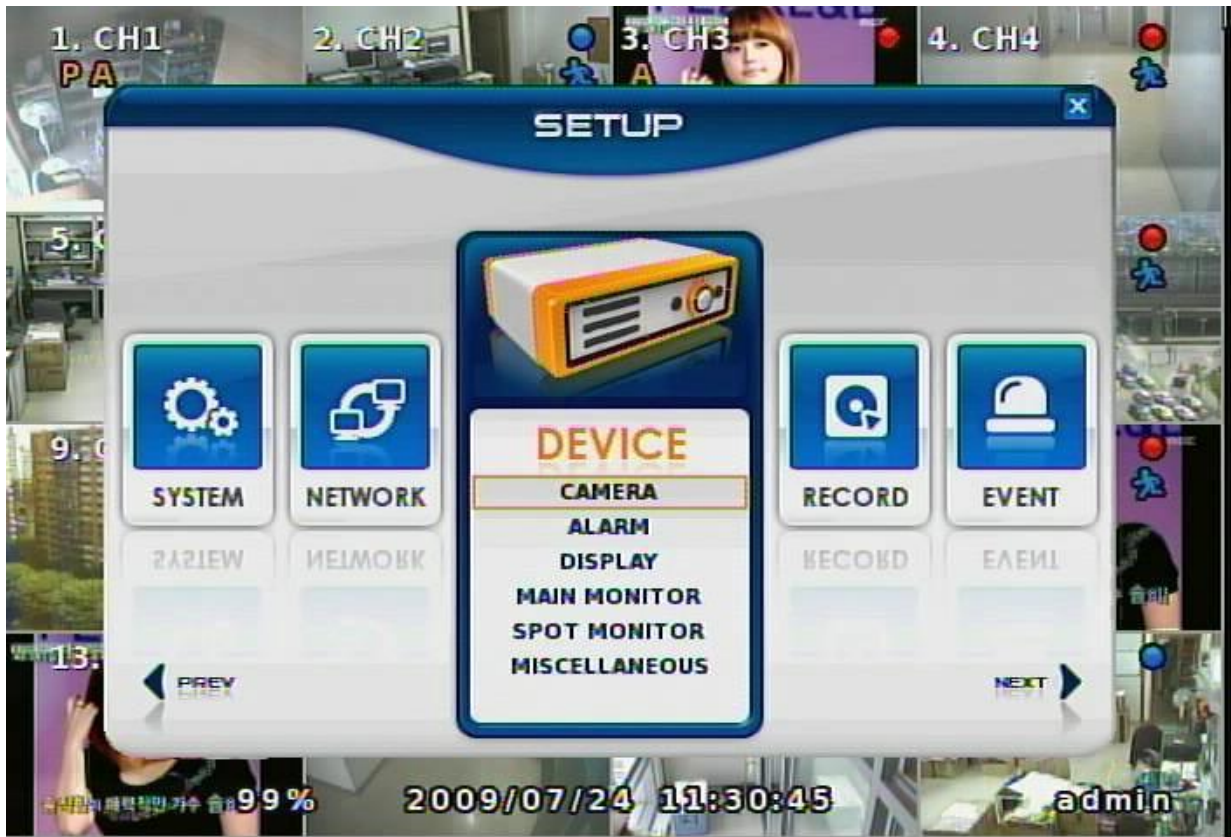 1. CH1
2. CH2
3. CH3
4. CH4
P A
A
SETUP
5.
9.
DEVICE
CAMERA
ALARM
DISPLAY
MAIN MONITOR
SPOT MONITOR
MISCELLANEOUS
SYSTEM
NETWORK
RECORD
EVENT
13.
PREV
NEXT
99%
2009/07/24 11:30:45
admin